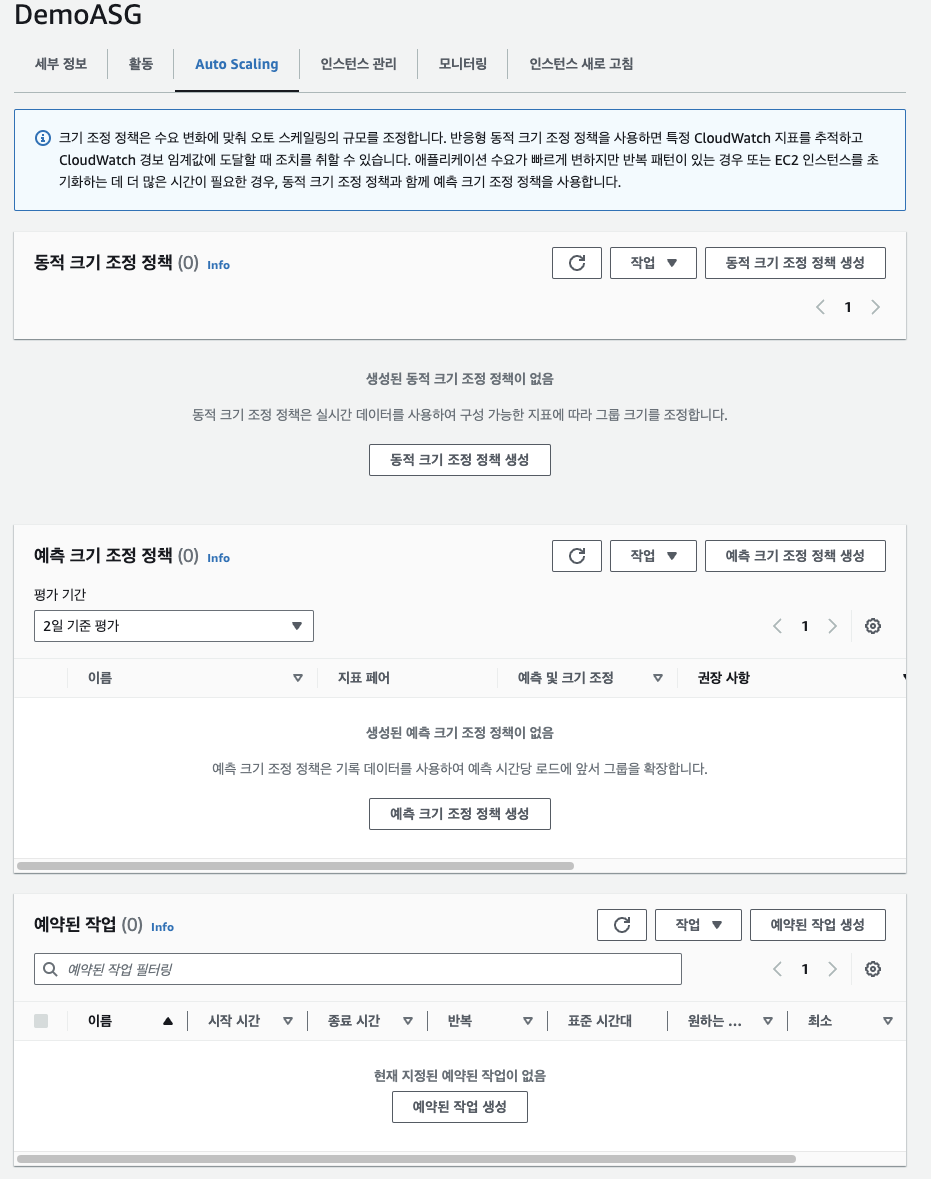 DemoASG
세부 정보
활동
Auto Scaling
인스턴스 관리
모니터링
인스턴스 새로 고침
크기 조정 정책은 수요 변화에 맞춰 오토 스케일링의 규모를 조정합니다. 반응형 동적 크기 조정 정책을 사용하면 특정 CloudWatch 지표를 추적하고
CloudWatch 경보 임계값에 도달할 때 조치를 취할 수 있습니다. 애플리케이션 수요가 빠르게 변화하지만 반복 패턴이 있는 경우 또는 EC2 인스턴스를 초
기화하는 데 더 많은 시간이 필요한 경우, 동적 크기 조정 정책과 함께 예측 크기 조정 정책을 사용합니다.
동적 크기 조정 정책 (0) Info
작업
동적 크기 조정 정책 생성
1
생성된 동적 크기 조정 정책이 없음
동적 크기 조정 정책은 실시간 데이터를 사용하여 구성 가능한 지표에 따라 그룹 크기를 조정합니다.
동적 크기 조정 정책 생성
예측 크기 조정 정책 (0) Info
작업
예측 크기 조정 정책 생성
평가 기간
2일 기준 평가
1
이름
지표 페어
예측 및 크기 조정
권장 사항
생성된 예측 크기 조정 정책이 없음
예측 크기 조정 정책은 기록 데이터를 사용하여 예측 시간당 로드에 앞서 그룹을 확장합니다.
예측 크기 조정 정책 생성
예약된 작업 (0) Info
작업
예약된 작업 생성
예약된 작업 필터링
1
이름
시작 시간
종료 시간
반복
표준 시간대
원하는 ...
최소
현재 지정된 예약된 작업이 없음
예약된 작업 생성